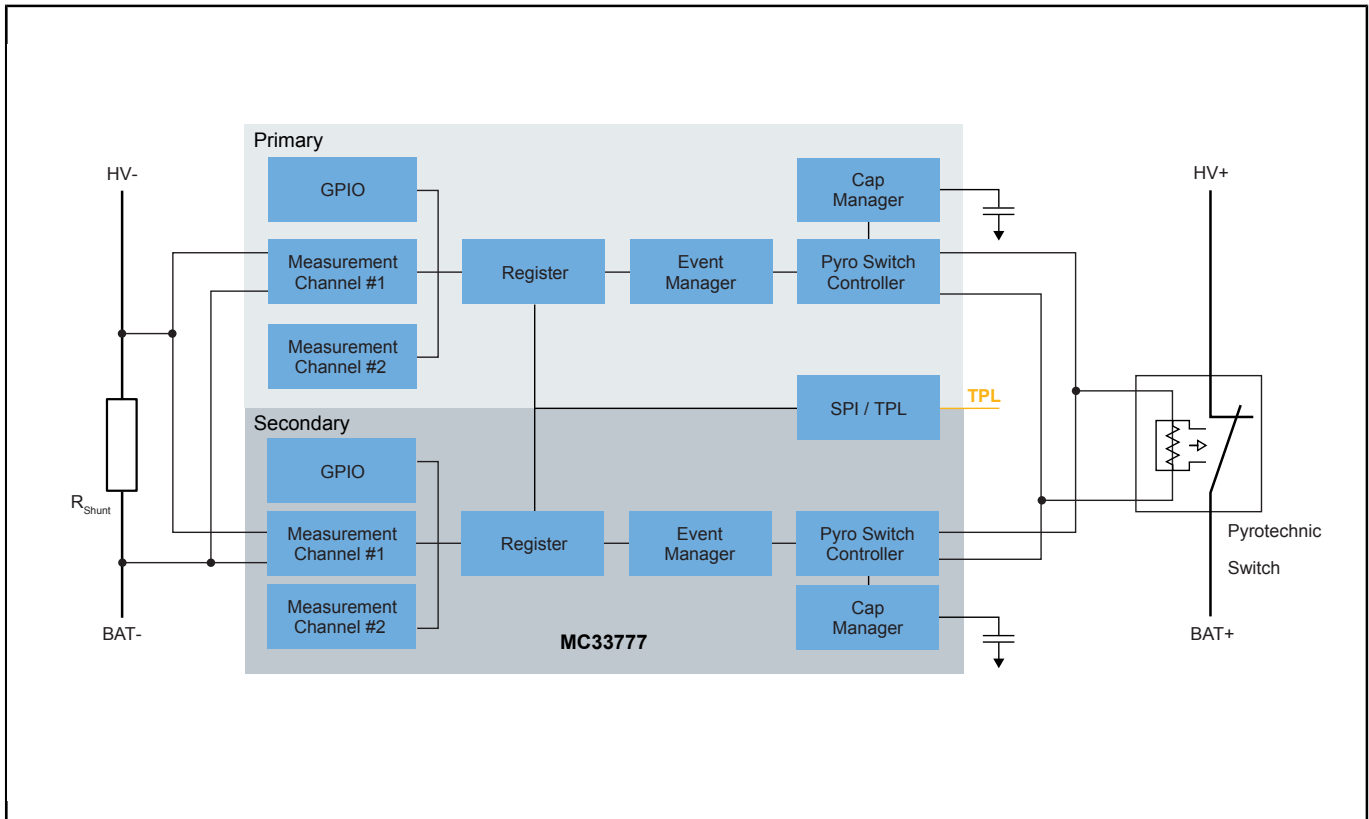 Primary
HV-
HV+
GPIO
Cap
Manager
Measurement
Channel #1
Register
Event
Manager
Pyro Switch
Controller
Measurement
Channel #2
SPI / TPL
TPL
Secondary
GPIO
RShunt
Measurement
Channel #1
Register
Event
Manager
Pyro Switch
Controller
Pyrotechnic
Switch
Measurement
Channel #2
Cap
Manager
BAT-
MC33777
BAT+